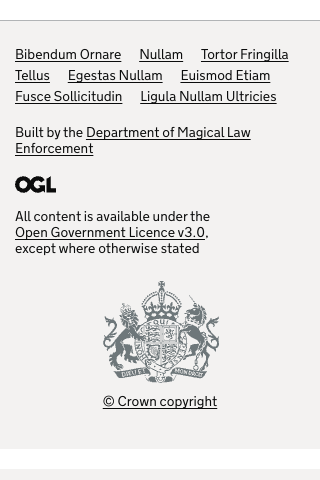 Bibendum Ornare Nullam Tortor Fringilla
Tellus Egestas Nullam Euismod Etiam
Fusce Sollicitudin Ligula Nullam Ultricies
Built by the Department of Magical Law
Enforcement
OGL
All content is available under the
Open Government Licence v3.0,
except where otherwise stated
DIEU ET MON DROIT
© Crown copyright